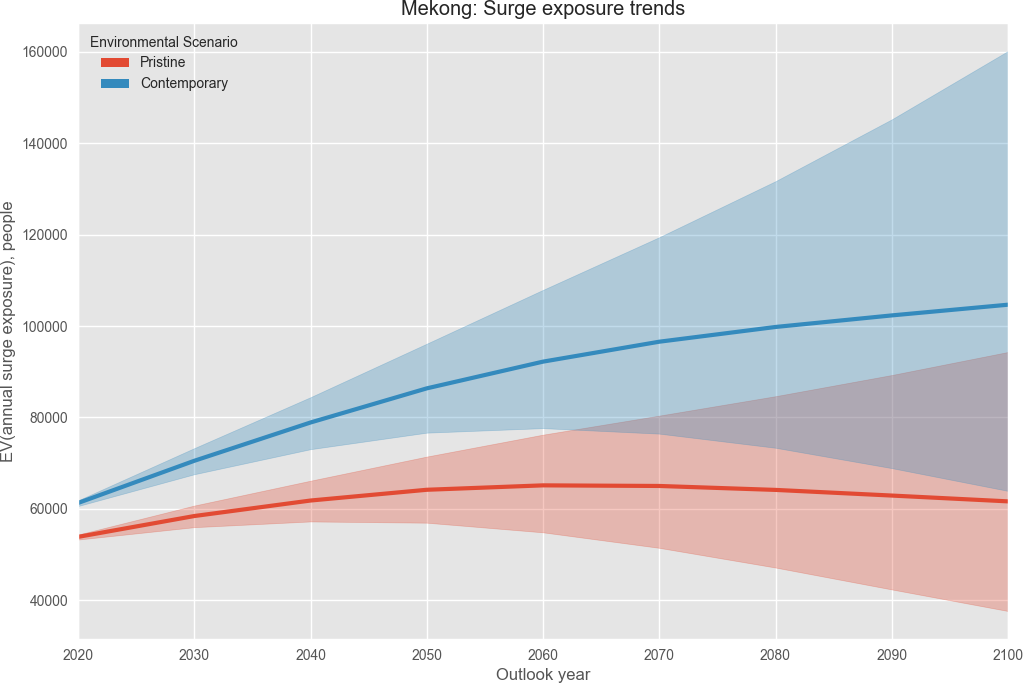 Mekong: Surge exposure trends
Environmental Scenario
Pristine
Contemporary
EV(annual surge exposure), people
160000
140000
120000
100000
80000
60000
40000
2020 2030 2040 2050 2060 2070 2080 2090 2100
Outlook year